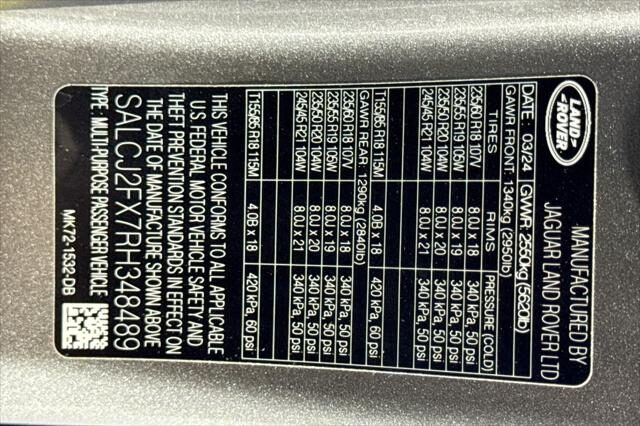 LAND
-ROVER
MANUFACTURED BY
JAGUAR LAND ROVER LTD
DATE: 03/24 GVWR: 2550kg (5620lb)
GAWR FRONT: 1340kg (2950lb)
TIRES RIMS PRESSURE (COLD)
235/60 R18 107V 8.0J x 18 340 kPa, 50 psi
235/55 R19 105W 8.0J x 19 340 kPa, 50 psi
235/50 R20 104W 8.0J x 20 340 kPa, 50 psi
245/45 R21 104W 8.0J x 21 340 kPa, 50 psi
T155/85 R18 115M 4.0B x 18 420 kPa, 60 psi
GAWR REAR: 1290kg (2840lb)
235/60 R18 107V 8.0J x 18 340 kPa, 50 psi
235/55 R19 105W 8.0J x 19 340 kPa, 50 psi
235/50 R20 104W 8.0J x 20 340 kPa, 50 psi
245/45 R21 104W 8.0J x 21 340 kPa, 50 psi
T155/85 R18 115M 4.0B x 18 420 kPa, 60 psi
THIS VEHICLE CONFORMS TO ALL APPLICABLE
U.S. FEDERAL MOTOR VEHICLE SAFETY AND
THEFT PREVENTION STANDARDS IN EFFECT ON
THE DATE OF MANUFACTURE SHOWN ABOVE
SALCJ2FX7RH348489
TYPE: MULTI-PURPOSE PASSENGER VEHICLE
MK72-1532-DB